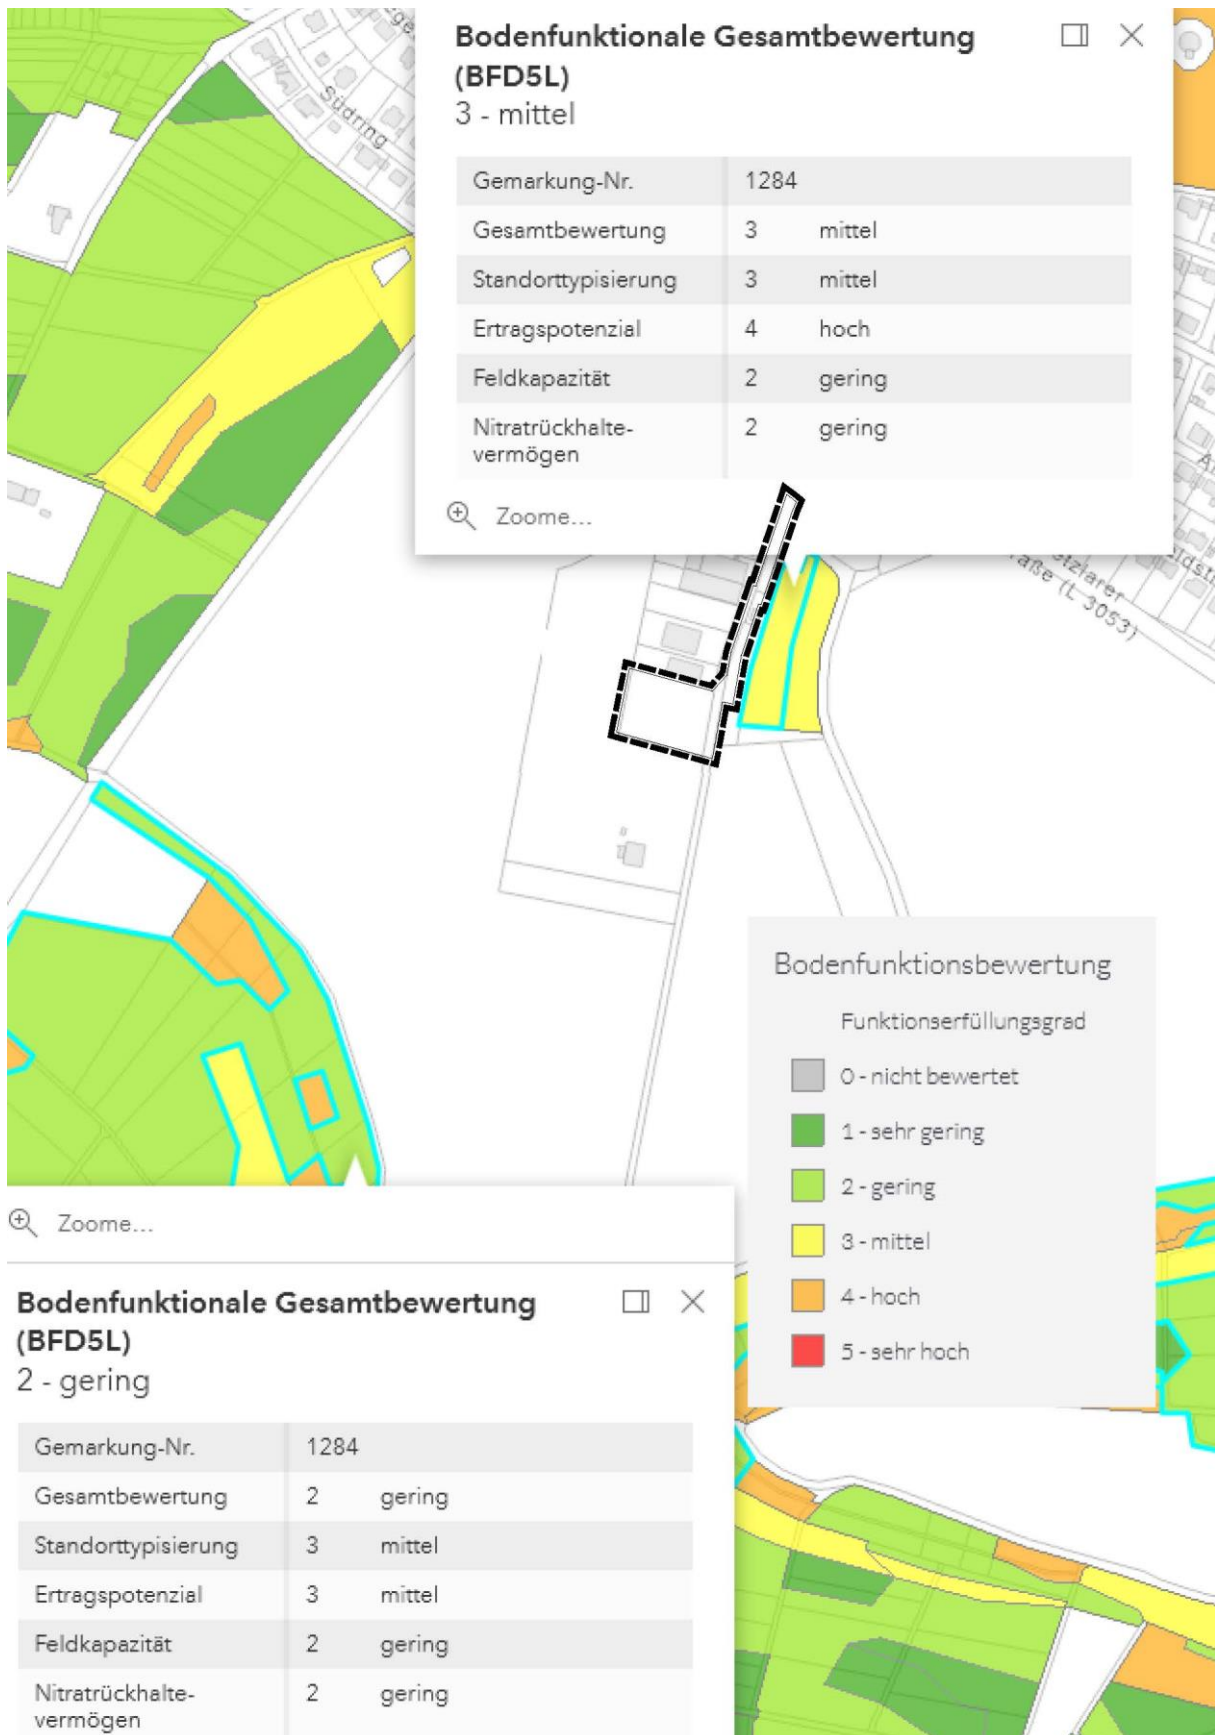 Bodenfunktionale Gesamtbewertung
(BFD5L)
3 - mittel
Gemarkung-Nr. 1284
Gesamtbewertung 3 mittel
Standorttypisierung 3 mittel
Ertragspotenzial 4 hoch
Feldkapazität 2 gering
Nitratrückhalte-
vermögen 2 gering
Zoome...
Südring
(L 3053)
Bodenfunktionsbewertung
Funktionserfüllungsgrad
0 - nicht bewertet
1 - sehr gering
2 - gering
3 - mittel
4 - hoch
5 - sehr hoch
Zoome...
Bodenfunktionale Gesamtbewertung
(BFD5L)
2 - gering
Gemarkung-Nr. 1284
Gesamtbewertung 2 gering
Standorttypisierung 3 mittel
Ertragspotenzial 3 mittel
Feldkapazität 2 gering
Nitratrückhalte-
vermögen 2 gering